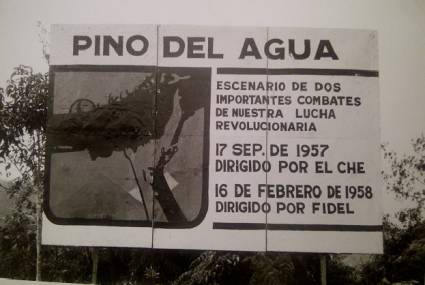 PINO DEL AGUA
ESCENARIO DE DOS
IMPORTANTES COMBATES
DE NUESTRA LUCHA
REVOLUCIONARIA
17 SEP. DE 1957
DIRIGIDO POR EL CHE
16 DE FEBRERO DE 1958
DIRIGIDO POR FIDEL